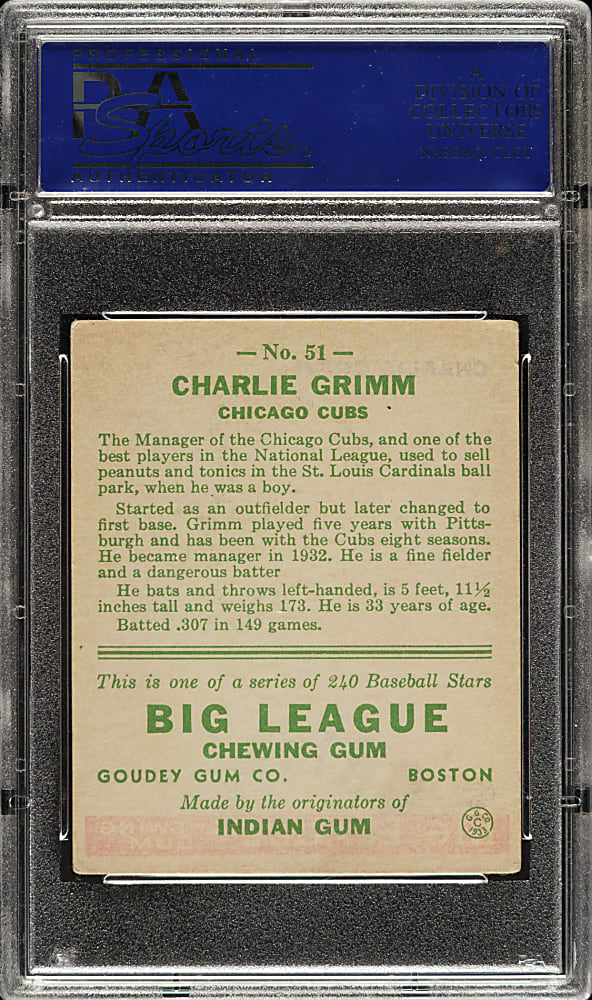 PROFESSIONAL
PSA
Sports
AUTHENTICATOR
A
DIVISION OF
COLLECTORS
UNIVERSE
NASDAQ: CLCT
— No. 51 —
CHARLIE GRIMM
CHICAGO CUBS
The Manager of the Chicago Cubs, and one of the
best players in the National League, used to sell
peanuts and tonics in the St. Louis Cardinals ball
park, when he was a boy.
Started as an outfielder but later changed to
first base. Grimm played five years with Pitts-
burgh and has been with the Cubs eight seasons.
He became manager in 1932. He is a fine fielder
and a dangerous batter
He bats and throws left-handed, is 5 feet, 11½
inches tall and weighs 173. He is 33 years of age.
Batted .307 in 149 games.
This is one of a series of 240 Baseball Stars
BIG LEAGUE
CHEWING GUM
GOUDEY GUM CO. BOSTON
Made by the originators of
INDIAN GUM
G. G. CO.
C
1933